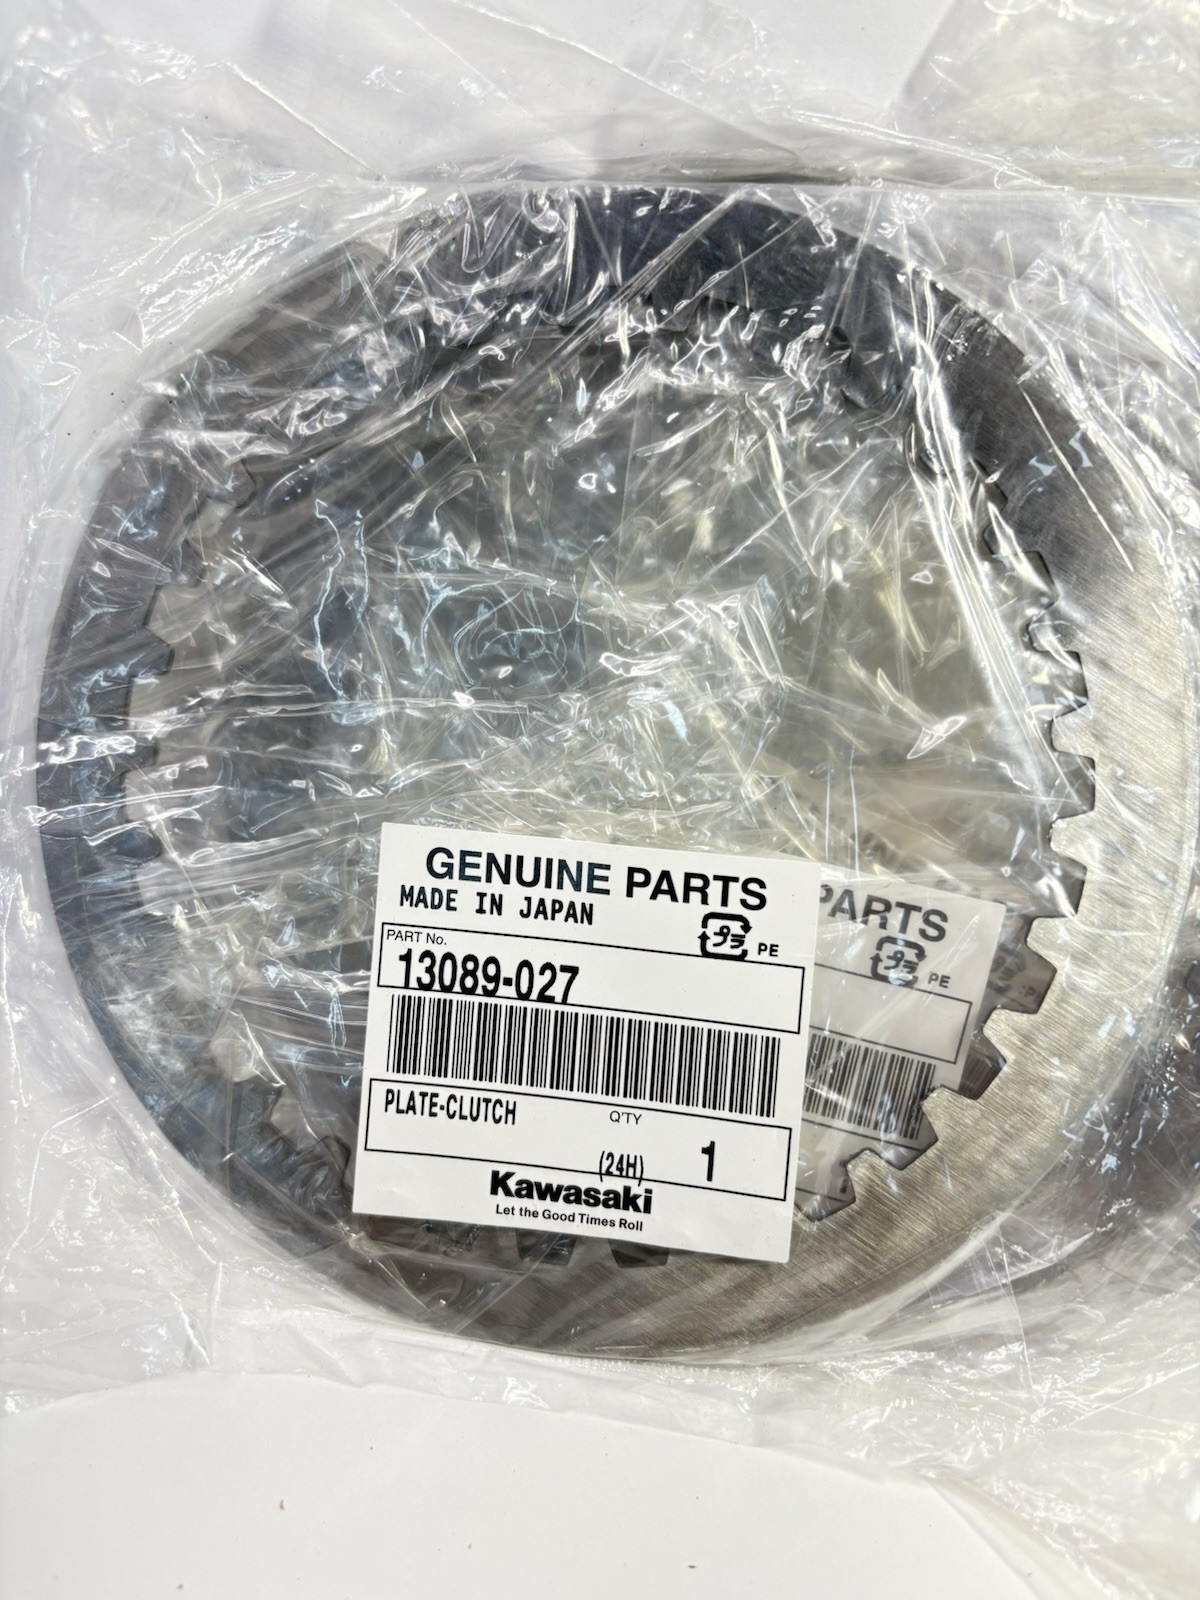 GENUINE PARTS
MADE IN JAPAN
プラ PE
PART No.
13089-027
PLATE-CLUTCH
Q'TY
(24H) 1
Kawasaki
Let the Good Times Roll
PARTS
プラ PE